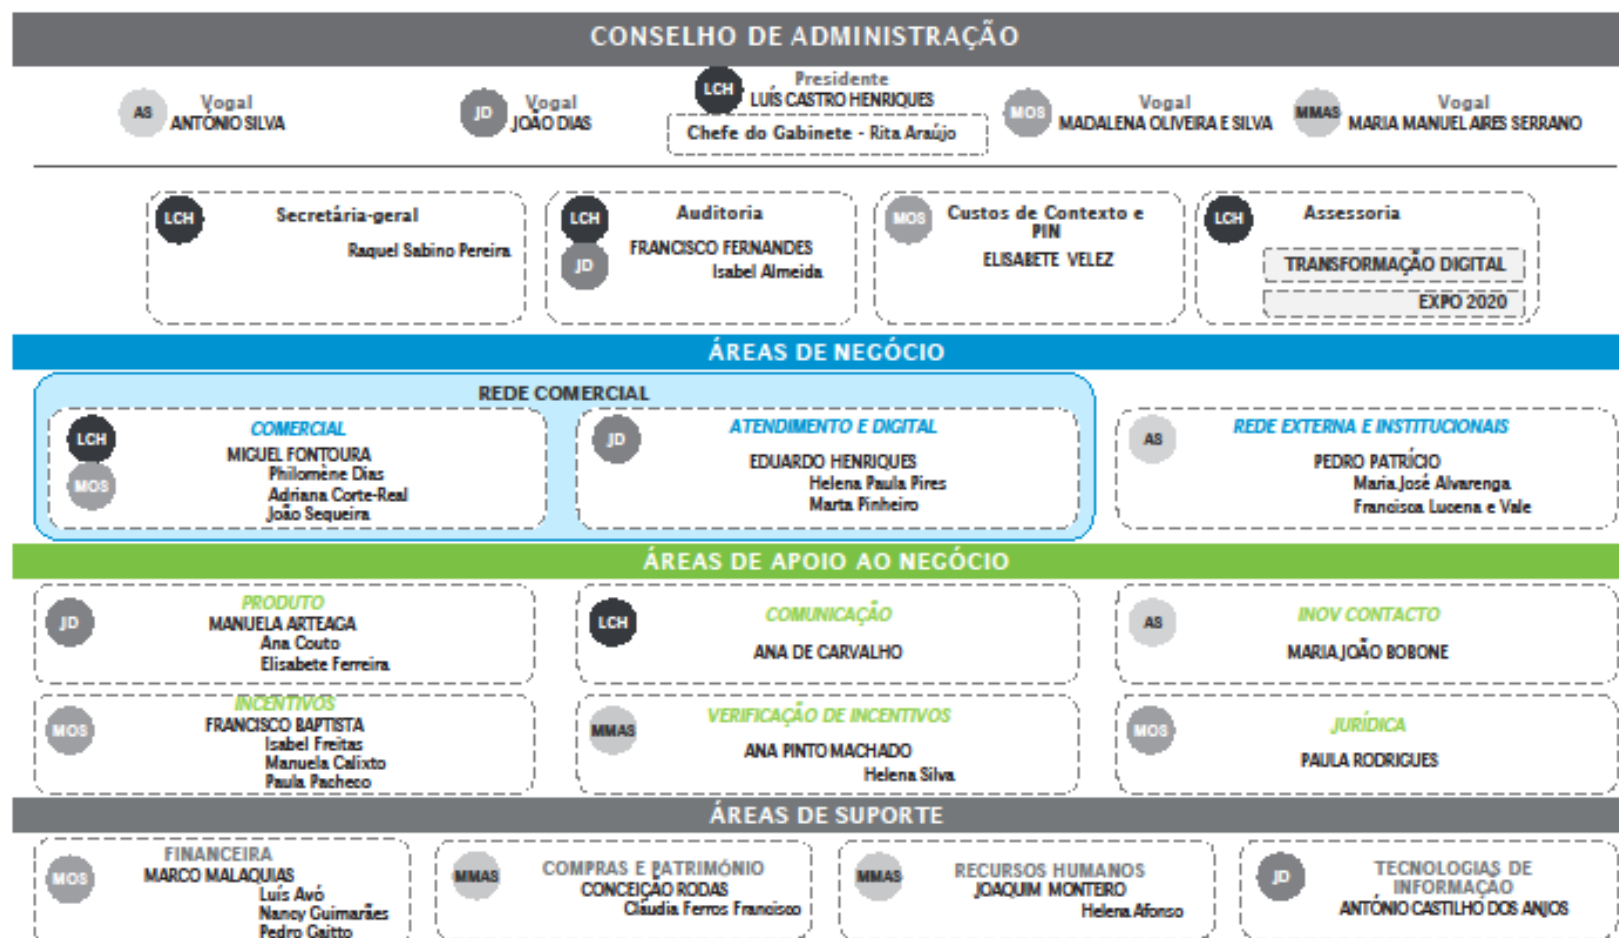 CONSELHO DE ADMINISTRAÇÃO
AS
Vogal
ANTÓNIO SILVA
JD
Vogal
JOÃO DIAS
LCH
Presidente
LUÍS CASTRO HENRIQUES
Chefe do Gabinete - Rita Araújo
MOS
Vogal
MADALENA OLIVEIRA E SILVA
MMAS
Vogal
MARIA MANUEL AIRES SERRANO
LCH
Secretária-geral
Raquel Sabino Pereira
LCH
JD
Auditoria
FRANCISCO FERNANDES
Isabel Almeida
MOS
Custos de Contexto e
PIN
ELISABETE VELEZ
LCH
Assessoria
TRANSFORMAÇÃO DIGITAL
EXPO 2020
ÁREAS DE NEGÓCIO
REDE COMERCIAL
LCH
MOS
COMERCIAL
MIGUEL FONTOURA
Philomène Dias
Adriana Corte-Real
João Sequeira
JD
ATENDIMENTO E DIGITAL
EDUARDO HENRIQUES
Helena Paula Pires
Marta Pinheiro
AS
REDE EXTERNA E INSTITUCIONAIS
PEDRO PATRÍCIO
Maria José Alvarenga
Francisca Lucena e Vale
ÁREAS DE APOIO AO NEGÓCIO
JD
PRODUTO
MANUELA ARTEAGA
Ana Couto
Elisabete Ferreira
LCH
COMUNICAÇÃO
ANA DE CARVALHO
AS
INOV CONTACTO
MARIA JOÃO BOBONE
MOS
INCENTIVOS
FRANCISCO BAPTISTA
Isabel Freitas
Manuela Calixto
Paula Pacheco
MMAS
VERIFICAÇÃO DE INCENTIVOS
ANA PINTO MACHADO
Helena Silva
MOS
JURÍDICA
PAULA RODRIGUES
ÁREAS DE SUPORTE
MOS
FINANCEIRA
MARCO MALAQUIAS
Luís Avó
Nancy Guimarães
Pedro Gaitto
MMAS
COMPRAS E PATRIMÓNIO
CONCEIÇÃO RODAS
Cláudia Ferros Francisco
MMAS
RECURSOS HUMANOS
JOAQUIM MONTEIRO
Helena Afonso
JD
TECNOLOGIAS DE
INFORMAÇÃO
ANTÓNIO CASTILHO DOS ANJOS